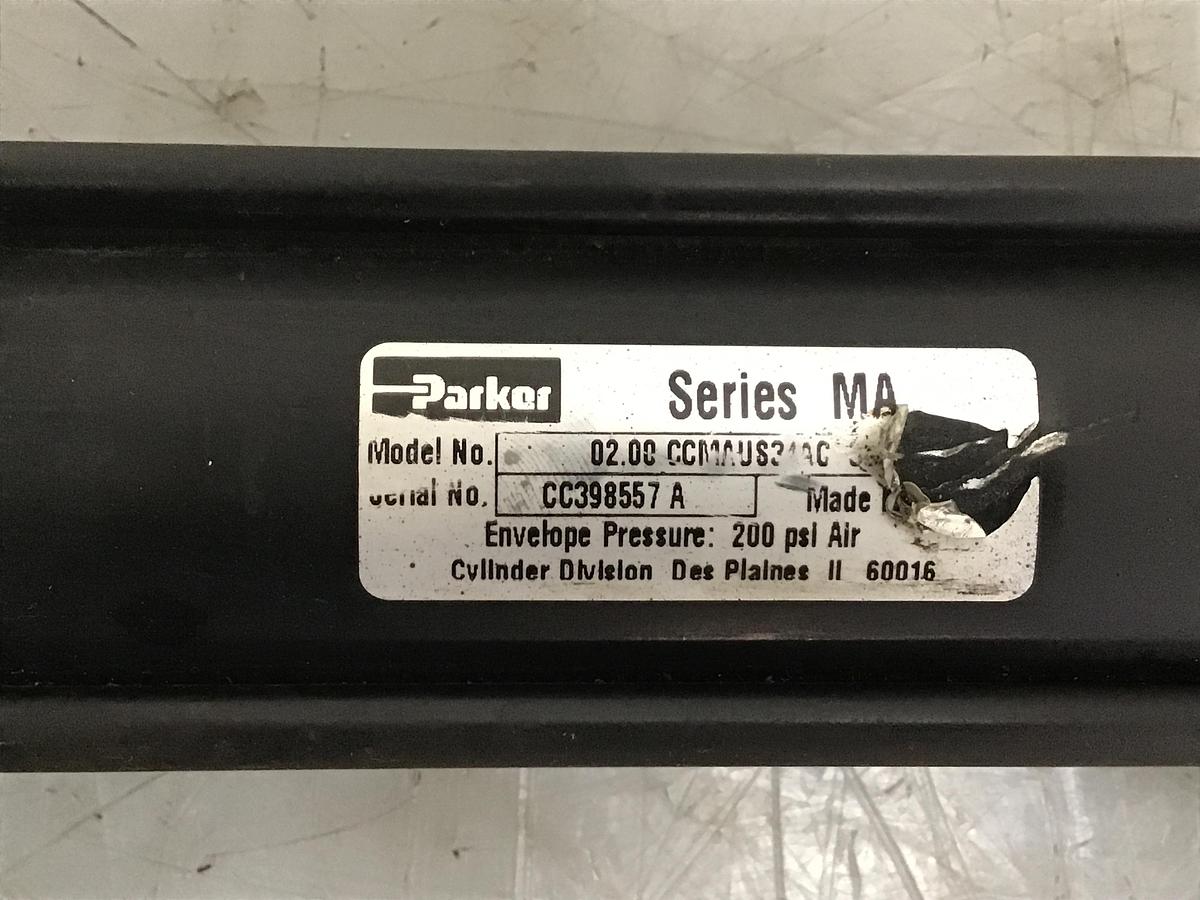 Parker
Series MA
Model No. 02.00
Serial No. CC398557 A Made
Envelope Pressure: 200 psi Air
Cylinder Division Des Plaines Il 60016